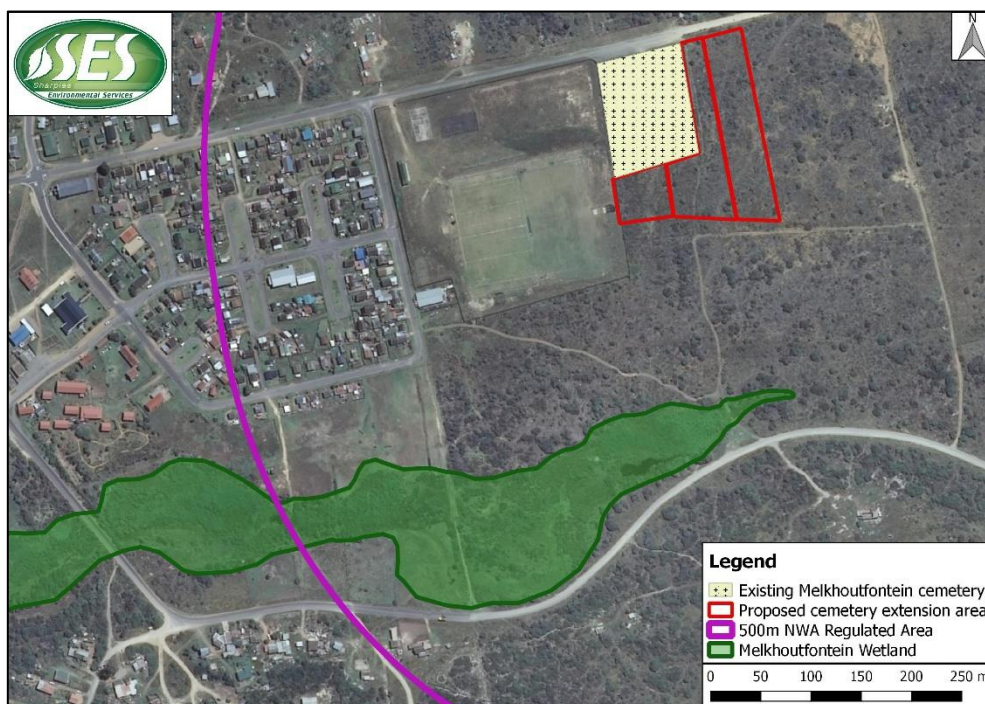 SES
Sharples
Environmental Services
N
Legend
Existing Melkhoutfontein cemetery
Proposed cemetery extension area
500m NWA Regulated Area
Melkhoutfontein Wetland
0 50 100 150 200 250 m